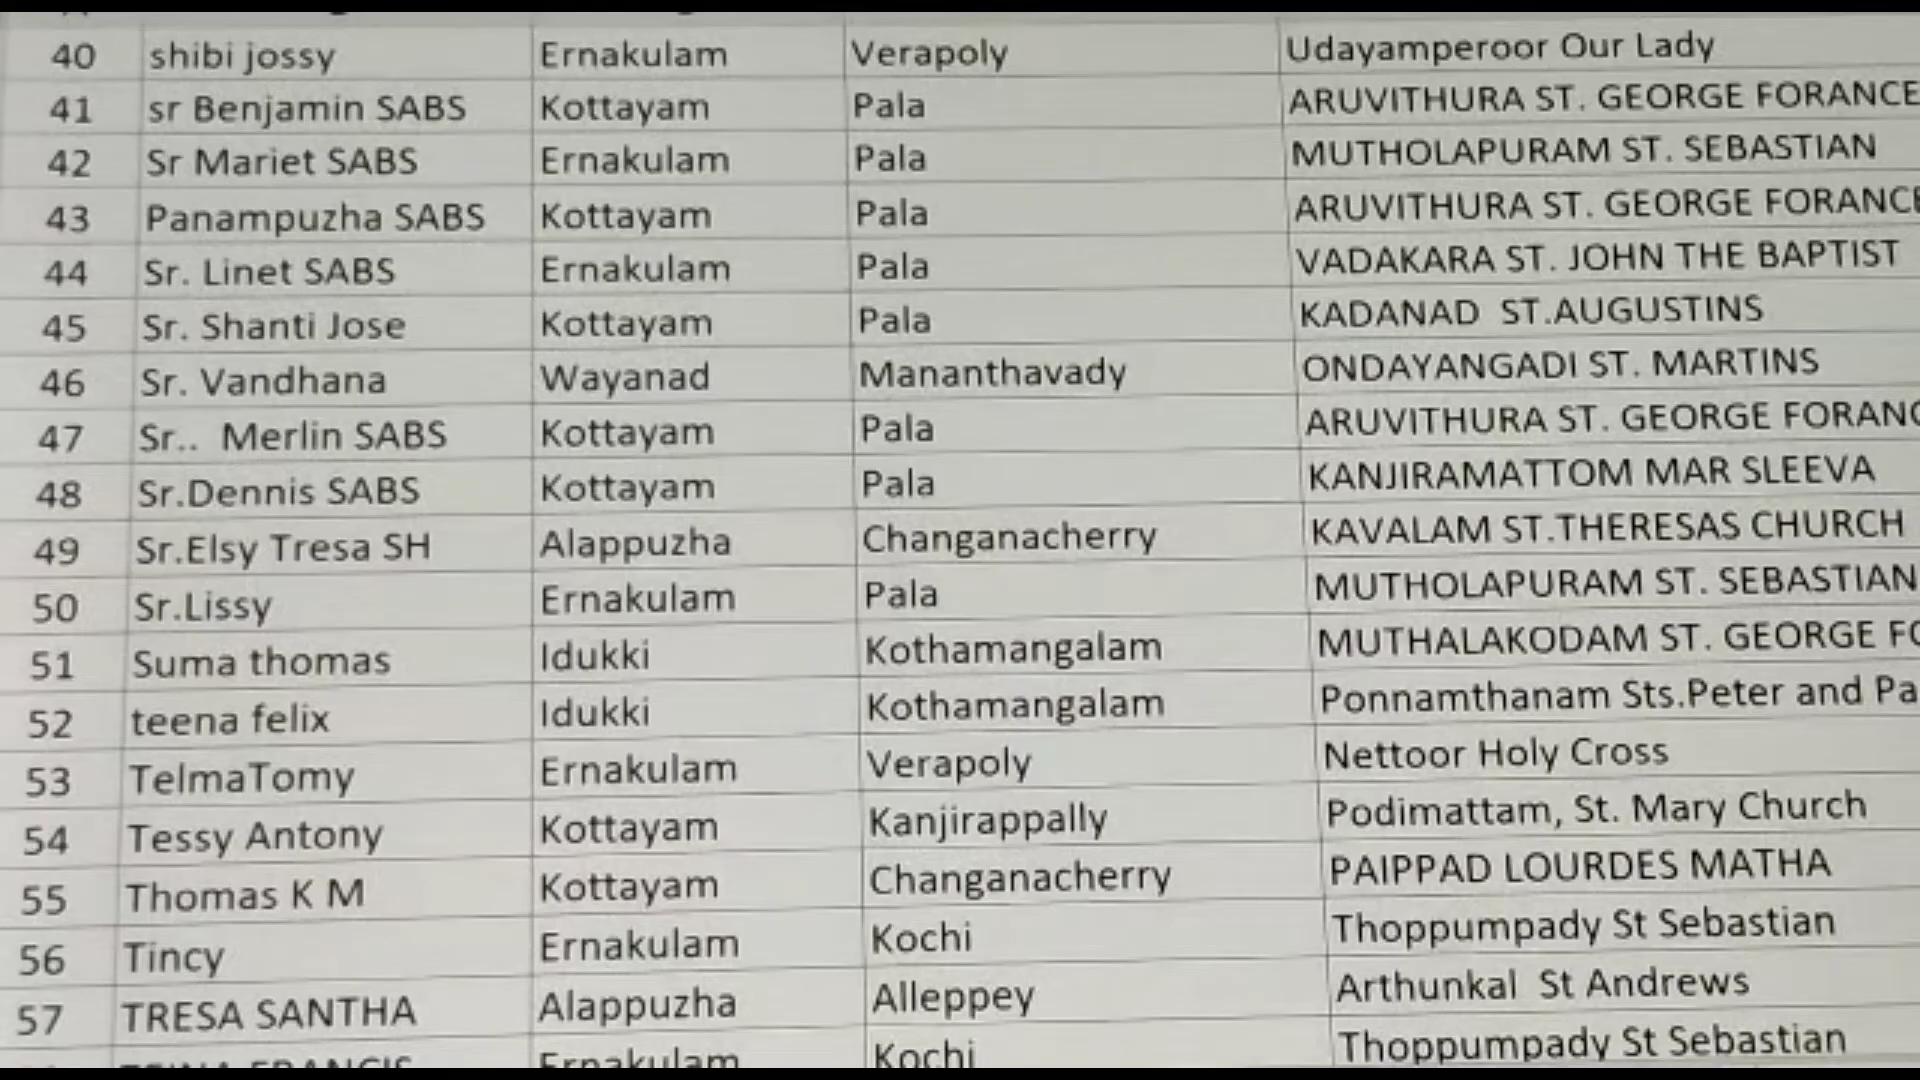 40 shibi jossy Ernakulam Verapoly Udayamperoor Our Lady
41 sr Benjamin SABS Kottayam Pala ARUVITHURA ST. GEORGE FORANCE
42 Sr Mariet SABS Ernakulam Pala MUTHOLAPURAM ST. SEBASTIAN
43 Panampuzha SABS Kottayam Pala ARUVITHURA ST. GEORGE FORANCE
44 Sr. Linet SABS Ernakulam Pala VADAKARA ST. JOHN THE BAPTIST
45 Sr. Shanti Jose Kottayam Pala KADANAD ST.AUGUSTINS
46 Sr. Vandhana Wayanad Mananthavady ONDAYANGADI ST. MARTINS
47 Sr.. Merlin SABS Kottayam Pala ARUVITHURA ST. GEORGE FORANC
48 Sr.Dennis SABS Kottayam Pala KANJIRAMATTOM MAR SLEEVA
49 Sr.Elsy Tresa SH Alappuzha Changanacherry KAVALAM ST.THERESAS CHURCH
50 Sr.Lissy Ernakulam Pala MUTHOLAPURAM ST. SEBASTIAN
51 Suma thomas Idukki Kothamangalam MUTHALAKODAM ST. GEORGE FO
52 teena felix Idukki Kothamangalam Ponnamthanam Sts.Peter and Pa
53 TelmaTomy Ernakulam Verapoly Nettoor Holy Cross
54 Tessy Antony Kottayam Kanjirappally Podimattam, St. Mary Church
55 Thomas K M Kottayam Changanacherry PAIPPAD LOURDES MATHA
56 Tincy Ernakulam Kochi Thoppumpady St Sebastian
57 TRESA SANTHA Alappuzha Alleppey Arthunkal St Andrews
FRANCIS Ernakulam Kochi Thoppumpady St Sebastian